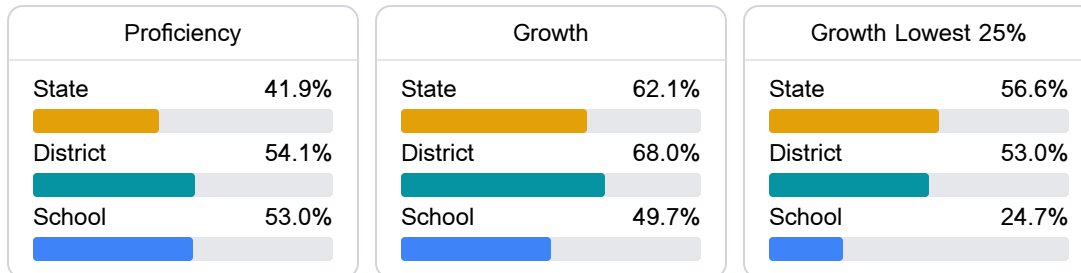 Proficiency
State 41.9%
District 54.1%
School 53.0%
Growth
State 62.1%
District 68.0%
School 49.7%
Growth Lowest 25%
State 56.6%
District 53.0%
School 24.7%